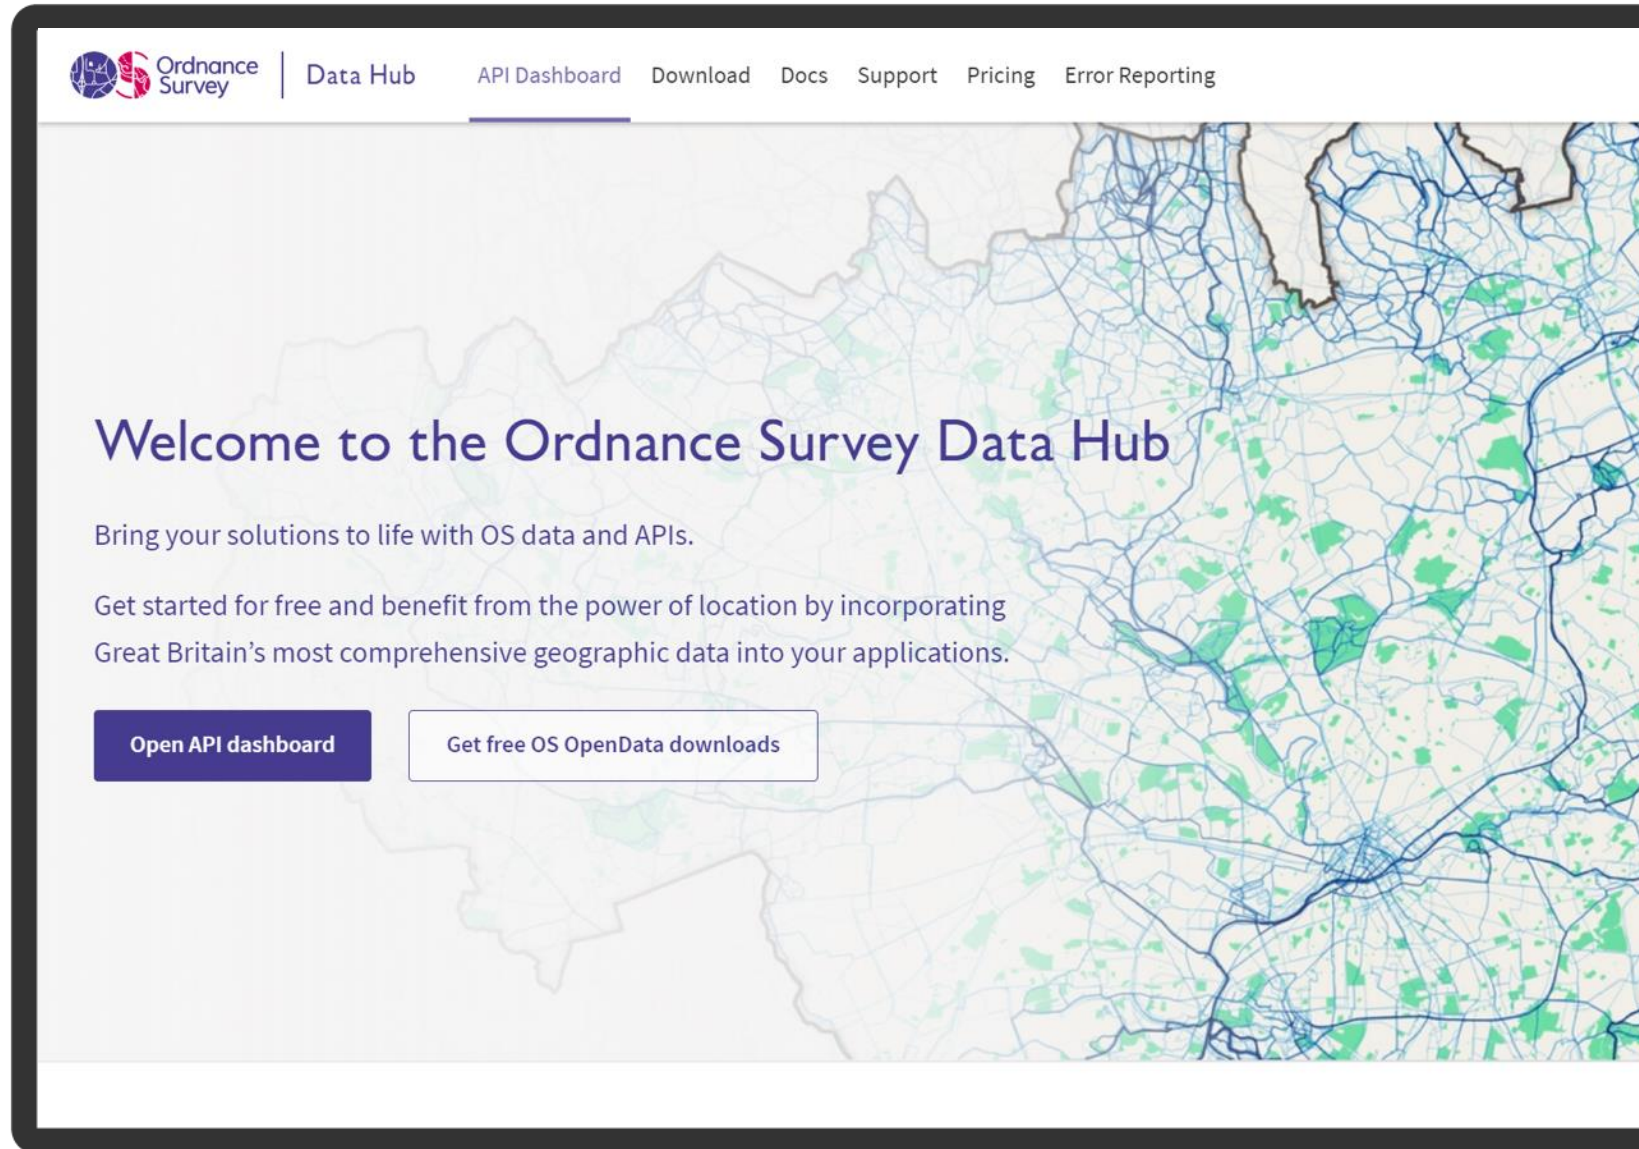 Ordnance
Survey
Data Hub
API Dashboard Download Docs Support Pricing Error Reporting
Welcome to the Ordnance Survey Data Hub
Bring your solutions to life with OS data and APIs.
Get started for free and benefit from the power of location by incorporating
Great Britain’s most comprehensive geographic data into your applications.
Open API dashboard
Get free OS OpenData downloads